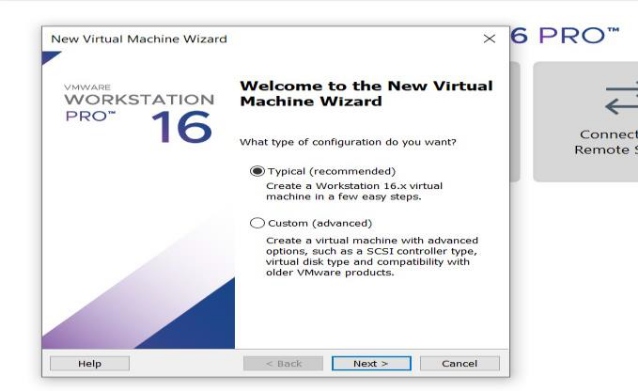 New Virtual Machine Wizard
6 PRO™
VMWARE
WORKSTATION
PRO™
16
Welcome to the New Virtual
Machine Wizard
What type of configuration do you want?
Typical (recommended)
Create a Workstation 16.x virtual
machine in a few easy steps.
Custom (advanced)
Create a virtual machine with advanced
options, such as a SCSI controller type,
virtual disk type and compatibility with
older VMware products.
Connect
Remote S
Help
< Back
Next >
Cancel